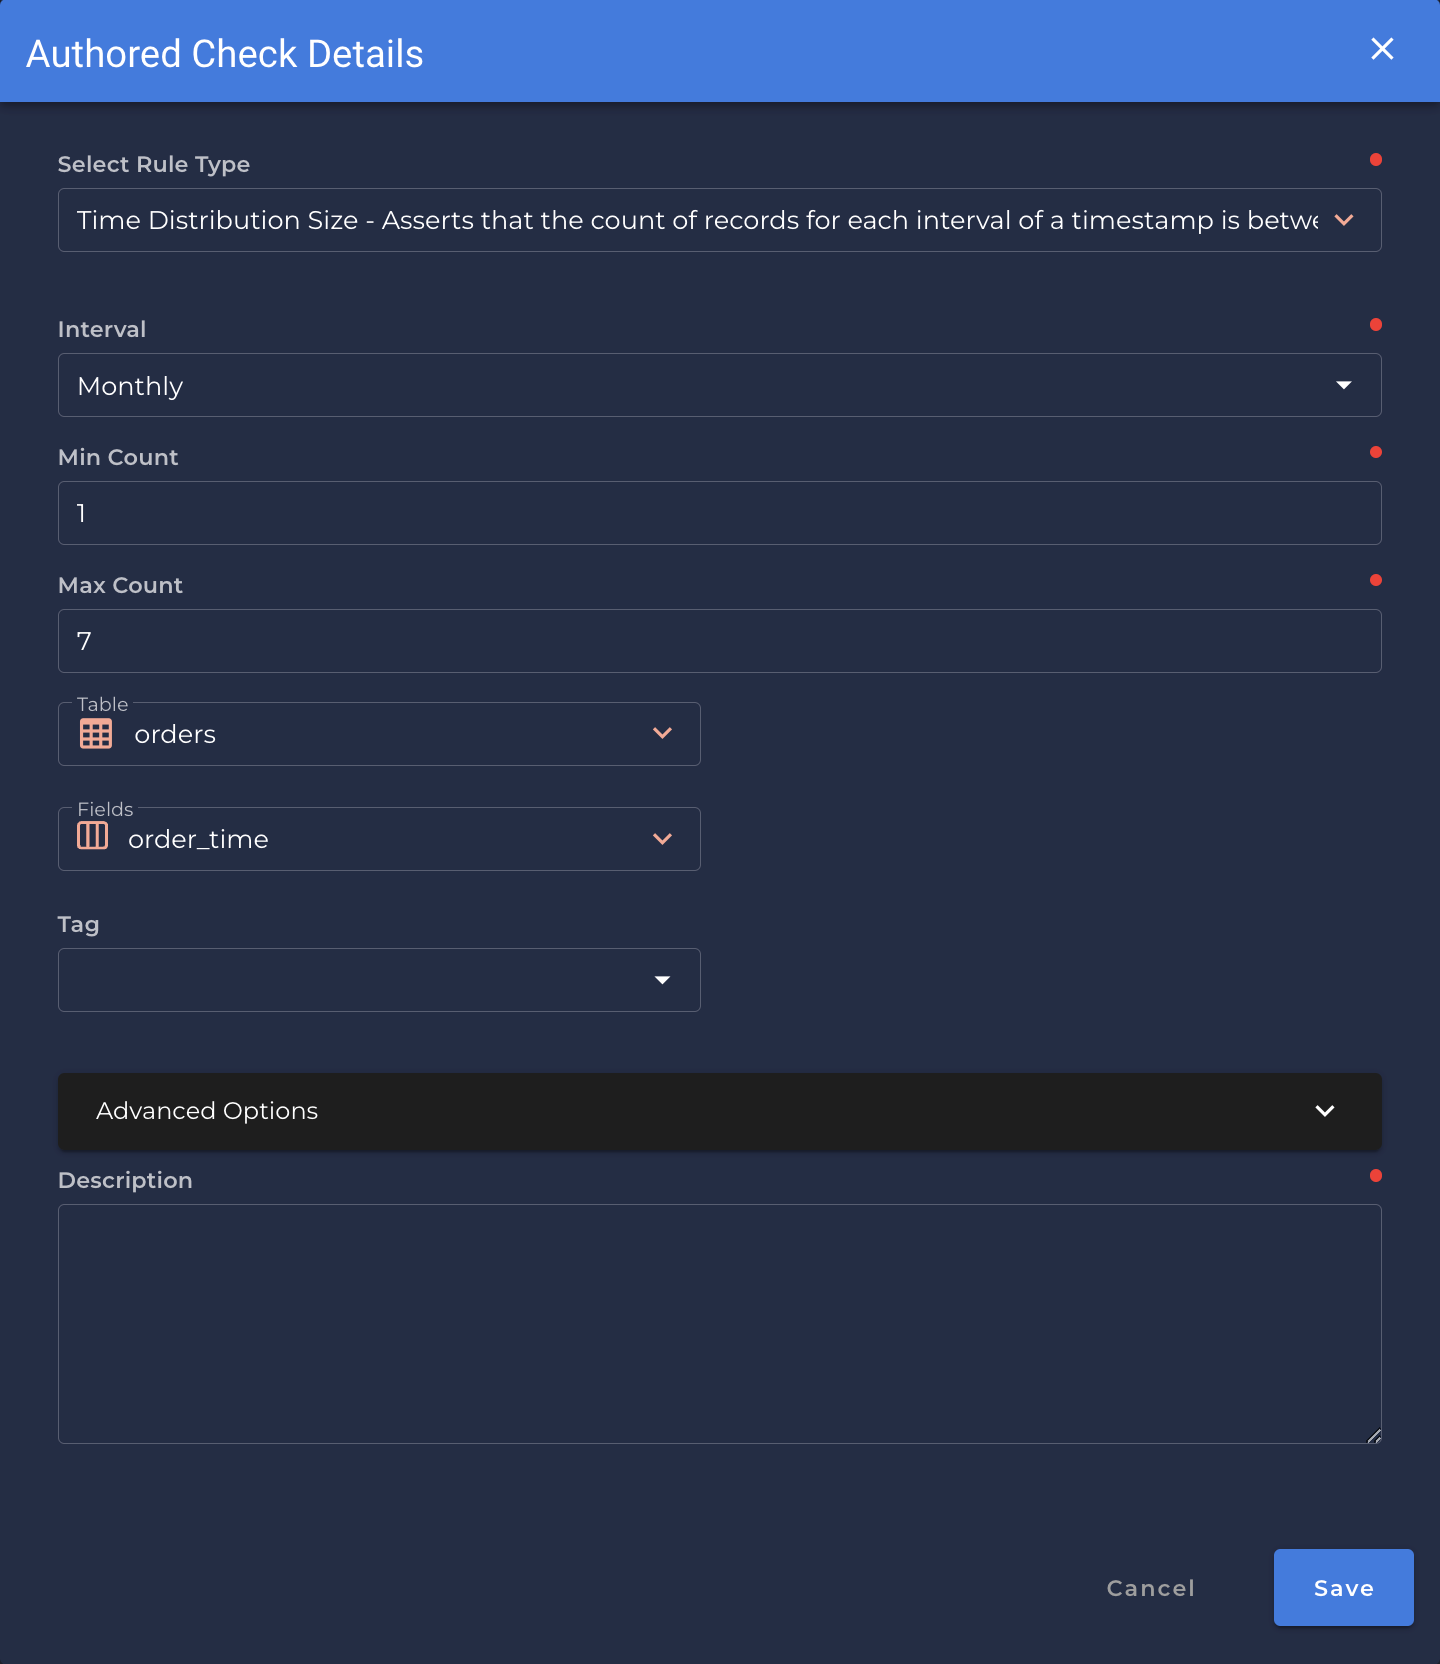 Authored Check Details
Select Rule Type
Time Distribution Size - Asserts that the count of records for each interval of a timestamp is betwe
Interval
Monthly
Min Count
1
Max Count
7
Table
orders
Fields
order_time
Tag
Advanced Options
Description
Cancel
Save